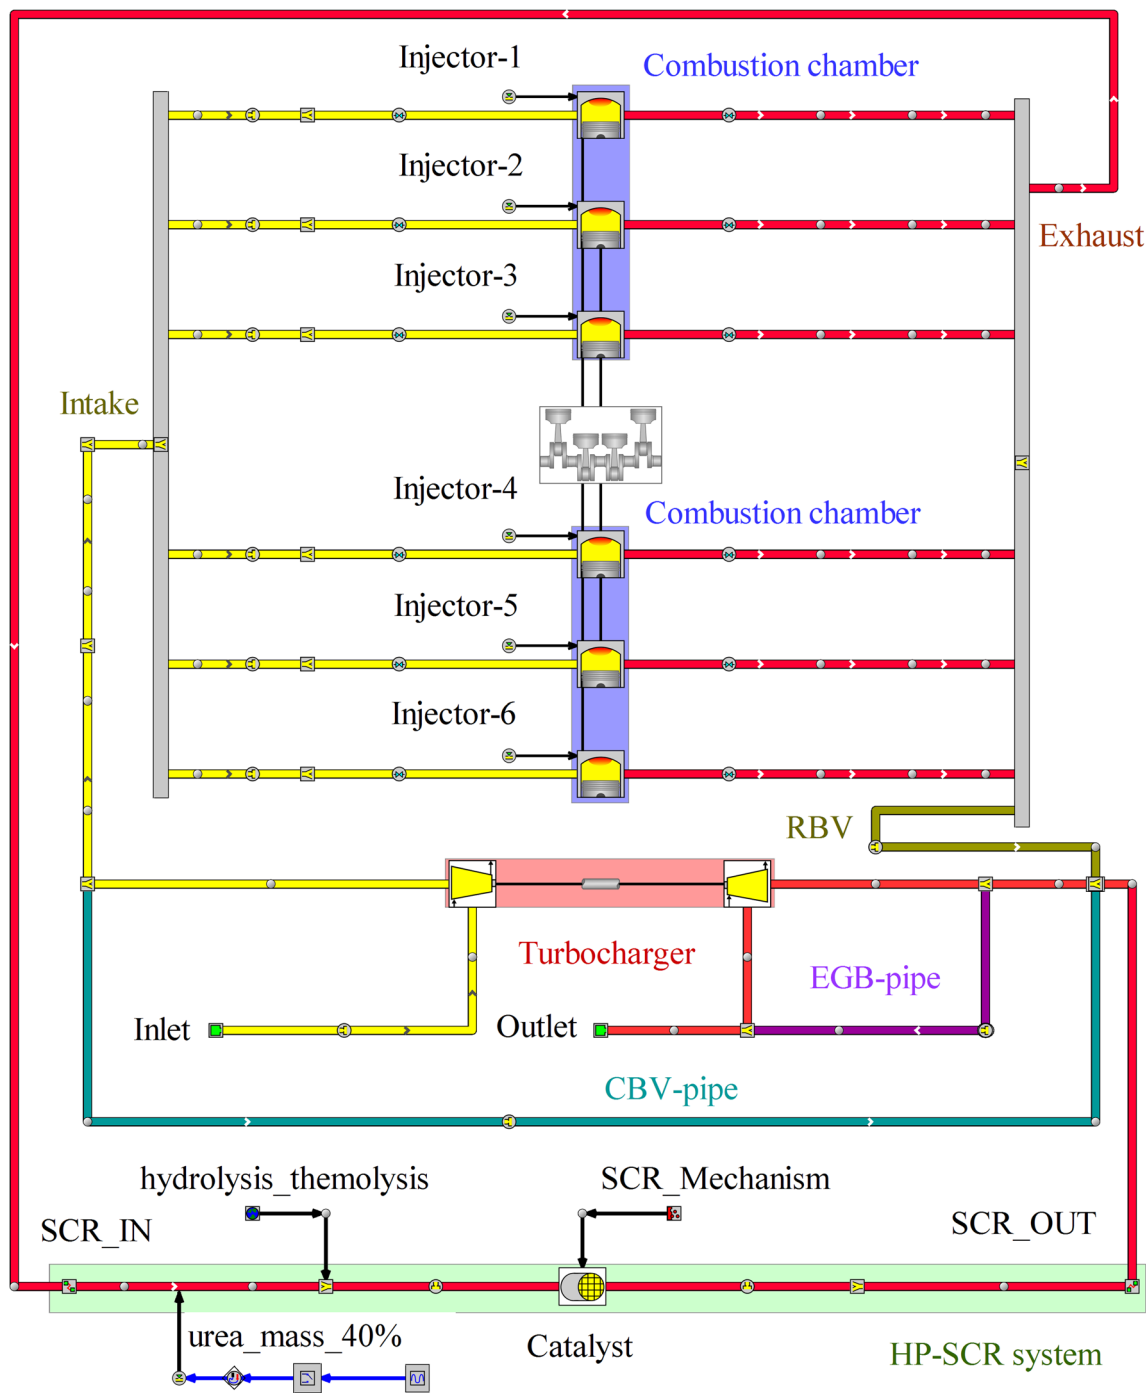 Injector-1
Combustion chamber
Injector-2
Exhaust
Injector-3
Intake
Injector-4
Combustion chamber
Injector-5
Injector-6
RBV
Turbocharger
EGB-pipe
Inlet
Outlet
CBV-pipe
hydrolysis_themolysis
SCR_Mechanism
SCR_IN
SCR_OUT
urea_mass_40%
Catalyst
HP-SCR system